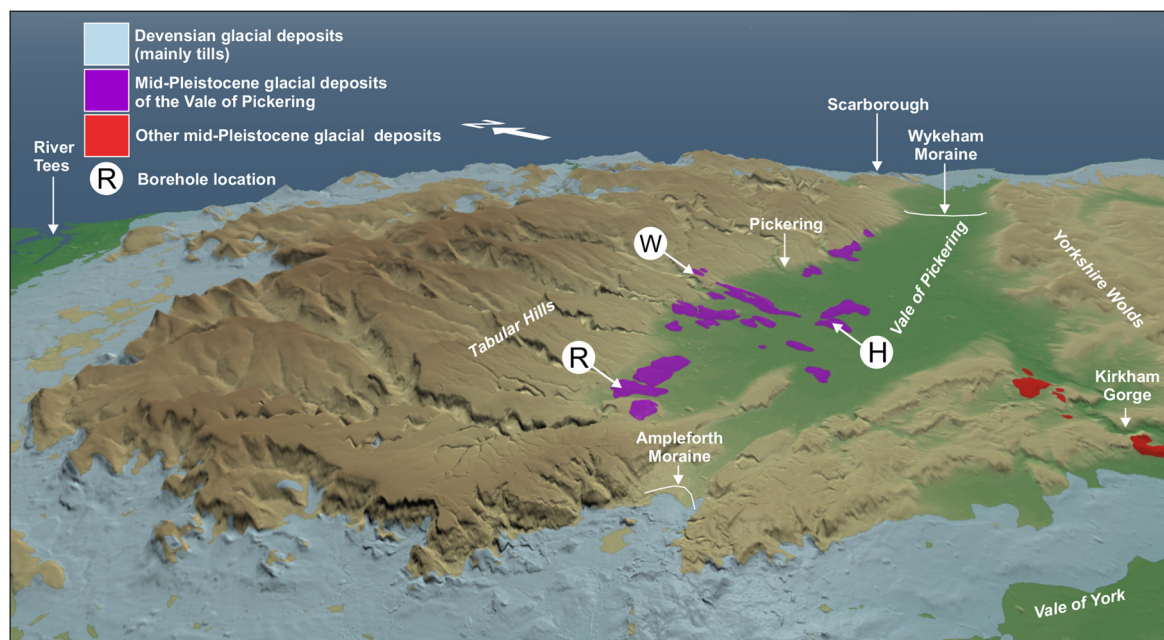 Devensian glacial deposits
(mainly tills)
Mid-Pleistocene glacial deposits
of the Vale of Pickering
Other mid-Pleistocene glacial deposits
R
Borehole location
N
River
Tees
Scarborough
Wykeham
Moraine
Pickering
W
Vale of Pickering
Yorkshire Wolds
Tabular Hills
R
H
Kirkham
Gorge
Ampleforth
Moraine
Vale of York